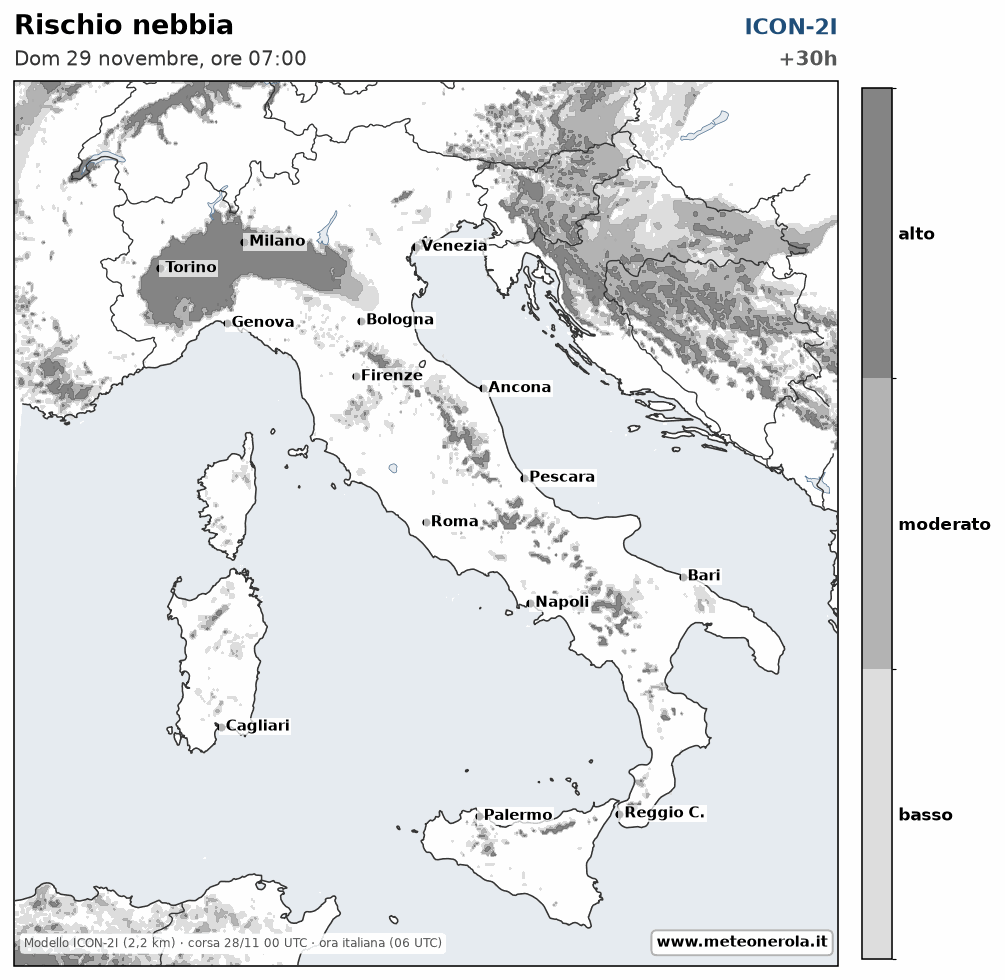 Rischio nebbia
ICON-2I
Dom 29 novembre, ore 07:00
+30h
alto
Milano
Venezia
Torino
Genova
Bologna
Firenze
Ancona
Pescara
Roma
moderato
Bari
Napoli
Cagliari
Palermo
Reggio C.
basso
Modello ICON-2I (2,2 km) · corsa 28/11 00 UTC · ora italiana (06 UTC)
www.meteonerola.it